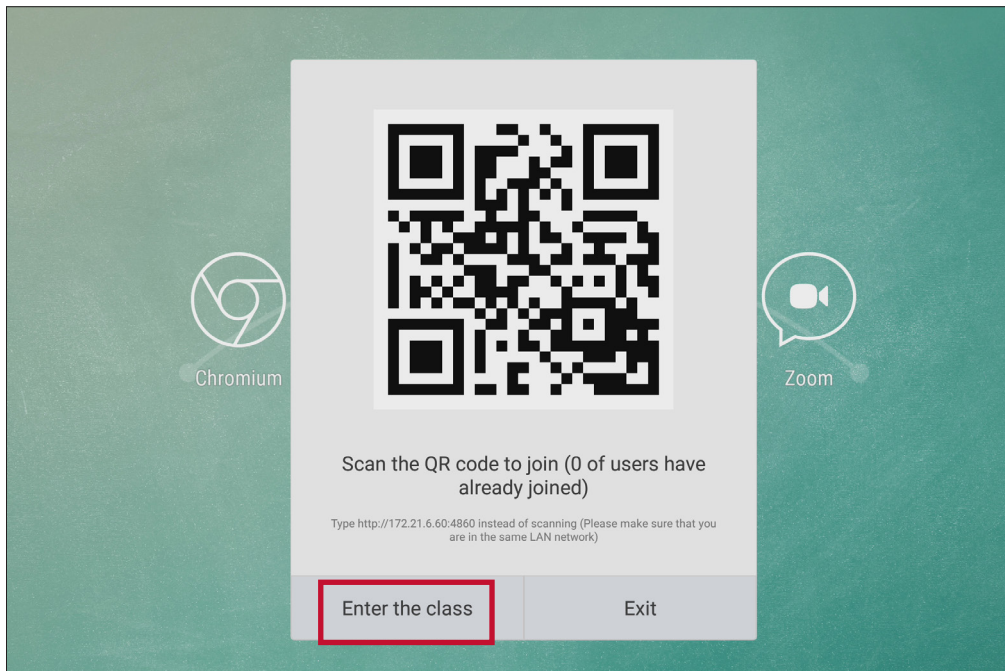 Chromium
Zoom
Scan the QR code to join (0 of users have
already joined)
Type http://172.21.6.60:4860 instead of scanning (Please make sure that you
are in the same LAN network)
Enter the class
Exit